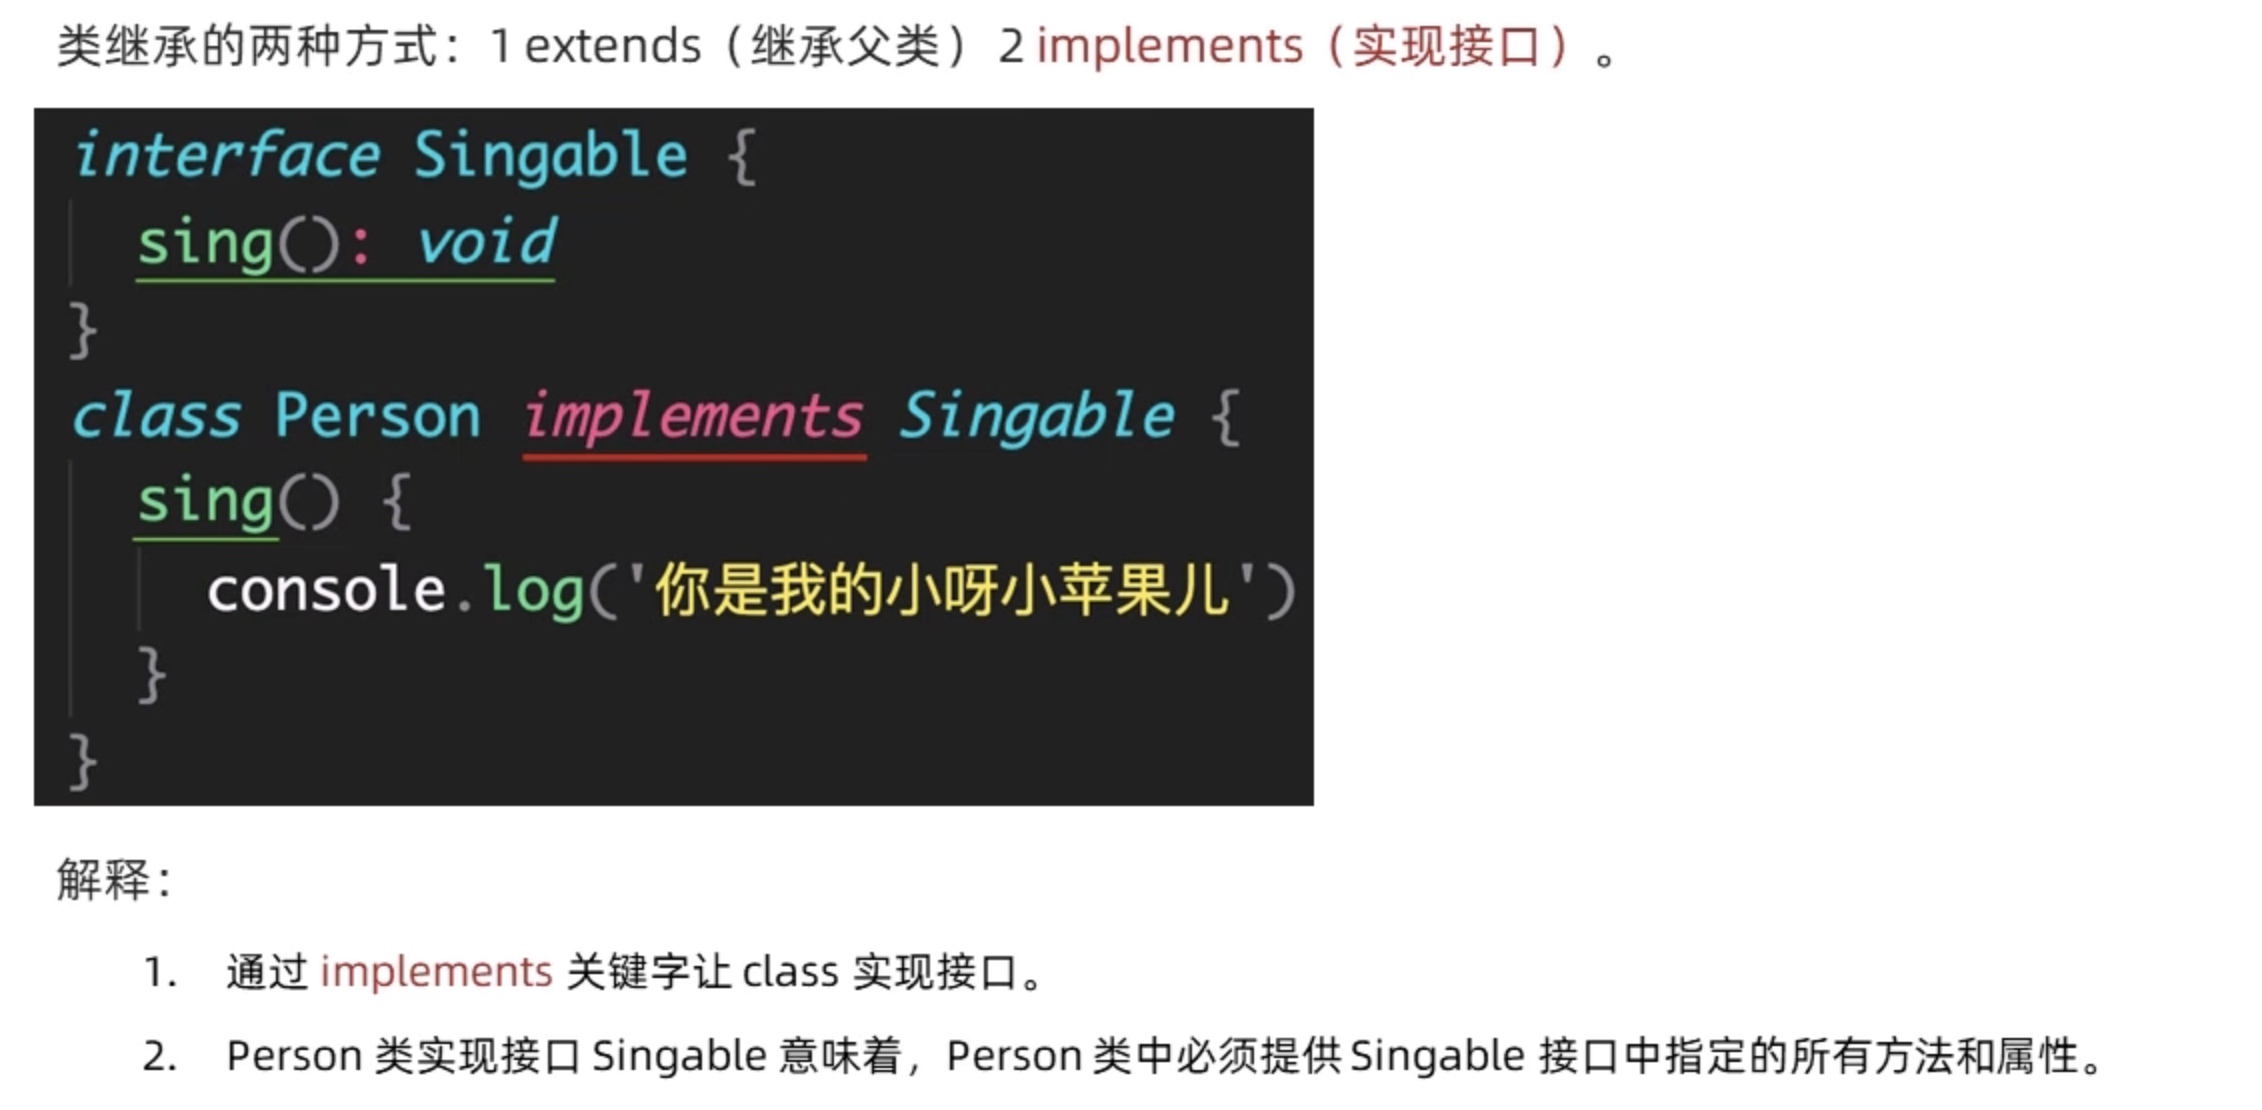 类继承的两种方式：1 extends（继承父类）2 implements（实现接口）。
interface Singable {
sing(): void
}
class Person implements Singable {
sing() {
console.log('你是我的小呀小苹果儿')
}
}
解释：
1. 通过 implements 关键字让 class 实现接口。
2. Person 类实现接口 Singable 意味着，Person 类中必须提供 Singable 接口中指定的所有方法和属性。